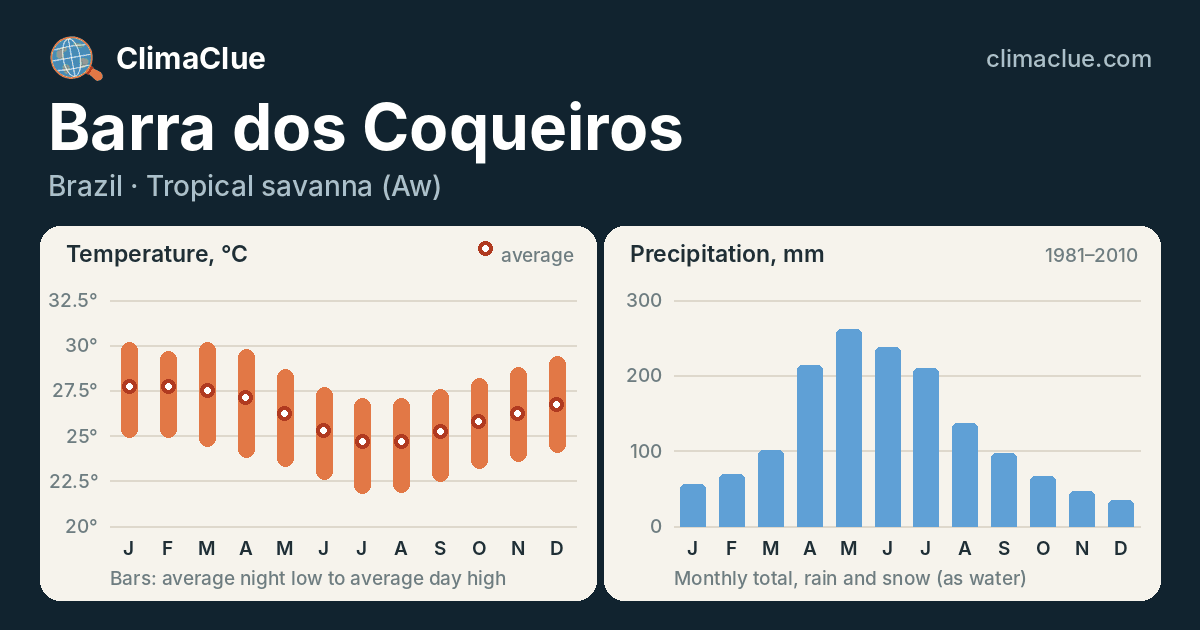 ClimaClue
climaclue.com
Barra dos Coqueiros
Brazil · Tropical savanna (Aw)
Temperature, °C
average
32.5°
30°
27.5°
25°
22.5°
20°
J F M A M J J A S O N D
Bars: average night low to average day high
Precipitation, mm
1981–2010
300
200
100
0
J F M A M J J A S O N D
Monthly total, rain and snow (as water)